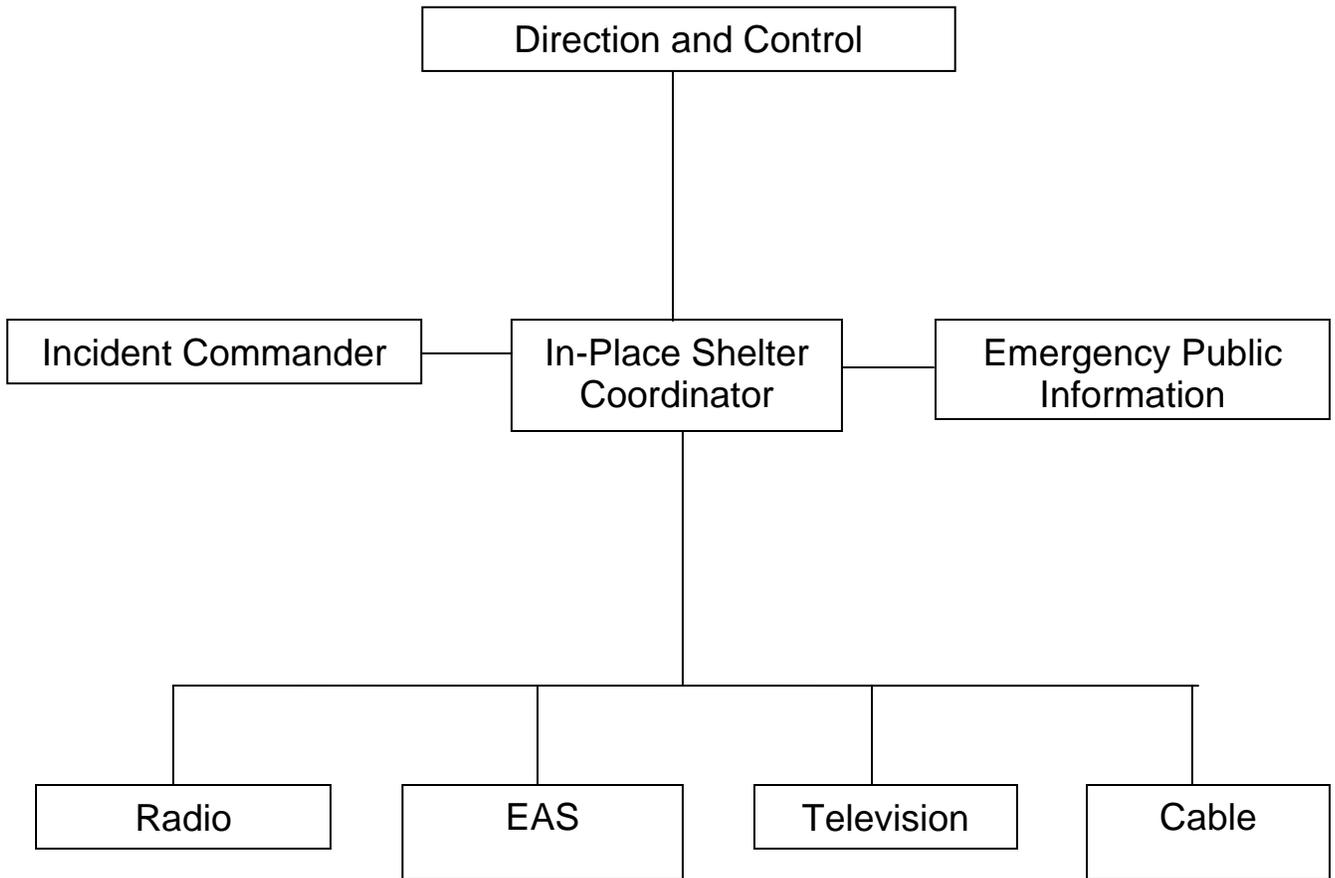 Direction and Control
Incident Commander
In-Place Shelter
Coordinator
Emergency Public
Information
Radio
EAS
Television
Cable